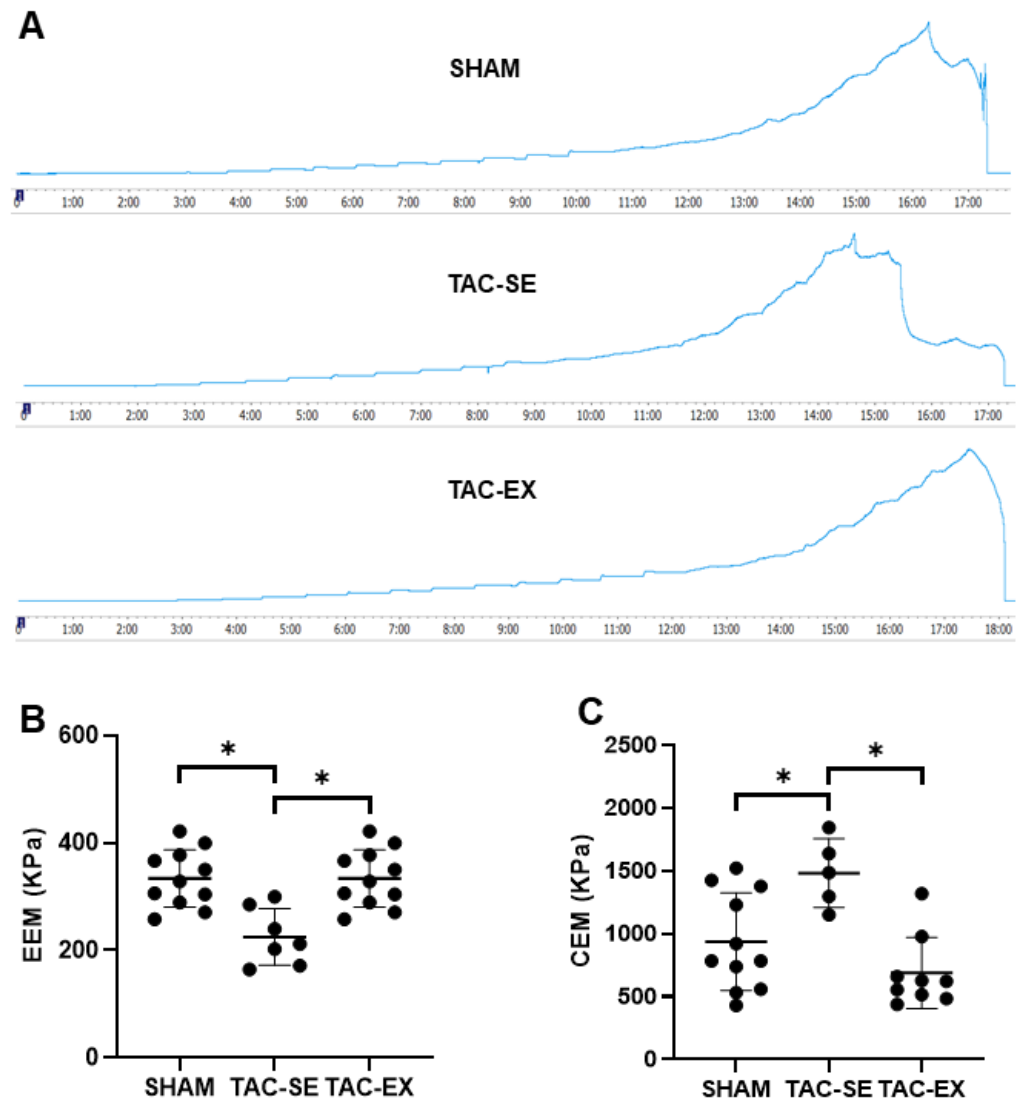 A
SHAM
0 1:00 2:00 3:00 4:00 5:00 6:00 7:00 8:00 9:00 10:00 11:00 12:00 13:00 14:00 15:00 16:00 17:00
TAC-SE
0 1:00 2:00 3:00 4:00 5:00 6:00 7:00 8:00 9:00 10:00 11:00 12:00 13:00 14:00 15:00 16:00 17:00
TAC-EX
0 1:00 2:00 3:00 4:00 5:00 6:00 7:00 8:00 9:00 10:00 11:00 12:00 13:00 14:00 15:00 16:00 17:00 18:00
B
600
400
200
0
EEM (KPa)
* *
SHAM TAC-SE TAC-EX
C
2500
2000
1500
1000
500
0
CEM (KPa)
* *
SHAM TAC-SE TAC-EX